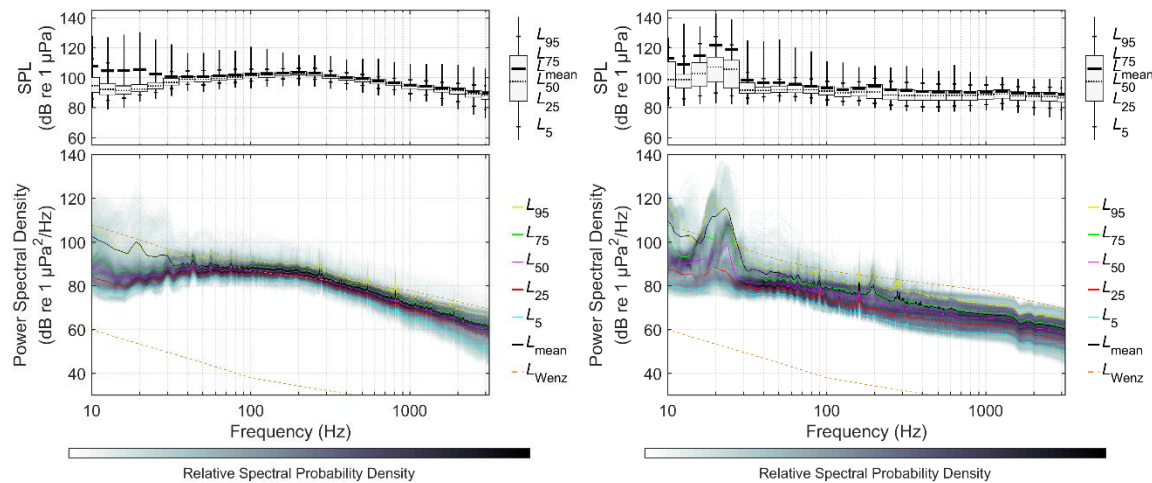 140
120
100
80
60
SPL
(dB re 1 µPa)
L95
L75
Lmean
L50
L25
L5
140
120
100
80
60
40
Power Spectral Density
(dB re 1 µPa²/Hz)
10 100 1000
Frequency (Hz)
L95
L75
L50
L25
L5
Lmean
LWenz
Relative Spectral Probability Density
140
120
100
80
60
SPL
(dB re 1 µPa)
L95
L75
Lmean
L50
L25
L5
140
120
100
80
60
40
Power Spectral Density
(dB re 1 µPa²/Hz)
10 100 1000
Frequency (Hz)
L95
L75
L50
L25
L5
Lmean
LWenz
Relative Spectral Probability Density